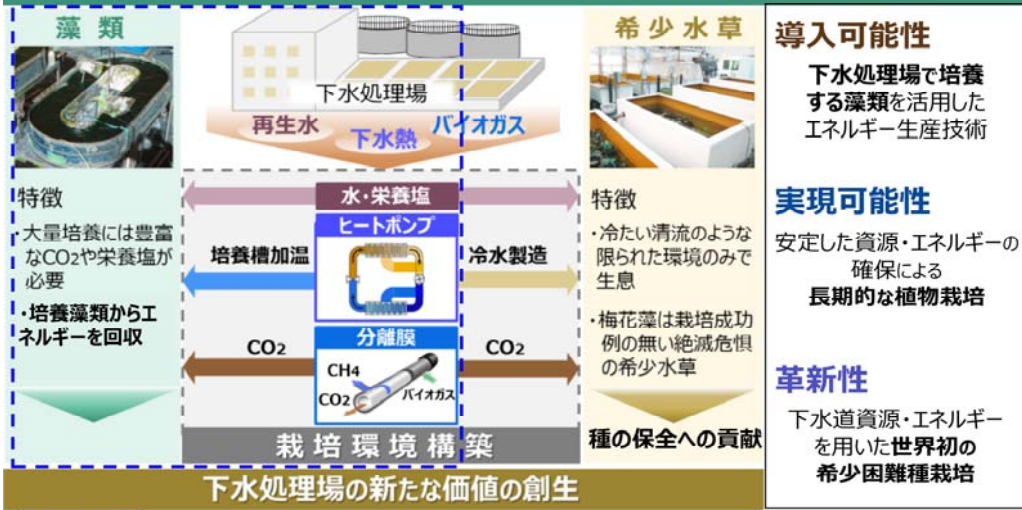 藻類
下水処理場
再生水
下水熱
バイオガス
希少水草
特徴
・大量培養には豊富
なCO₂や栄養塩が
必要
・培養藻類からエ
ネルギーを回収
水・栄養塩
ヒートポンプ
培養槽加温
冷水製造
分離膜
CO₂
CO₂
CH₄
CO₂
バイオガス
栽培環境構築
特徴
・冷たい清流のような
限られた環境のみで
生息
・梅花藻は栽培成功
例の無い絶滅危惧
の希少水草
種の保全への貢献
下水処理場の新たな価値の創生
導入可能性
下水処理場で培養
する藻類を活用した
エネルギー生産技術
実現可能性
安定した資源・エネルギーの
確保による
長期的な植物栽培
革新性
下水道資源・エネルギー
を用いた世界初の
希少困難種栽培